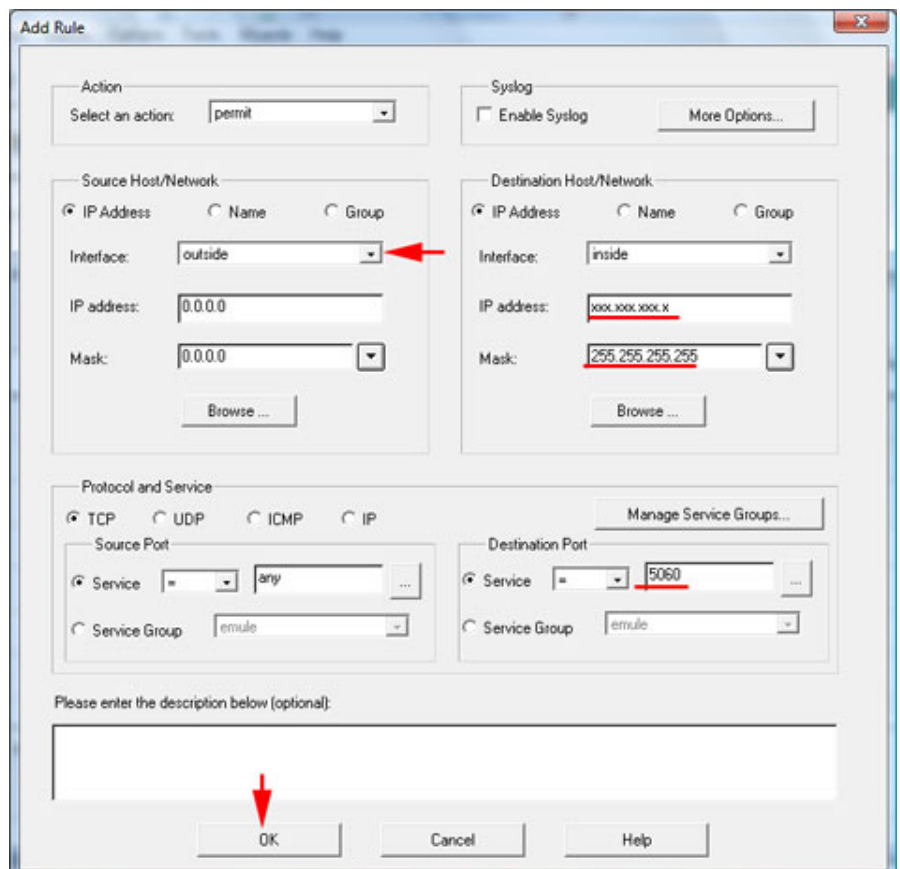 Add Rule
Options Tools Wizards Help
Action
Select an action: permit
Syslog
Enable Syslog More Options...
Source Host/Network
IP Address Name Group
Interface: outside
IP address: 0.0.0.0
Mask: 0.0.0.0
Browse ...
Destination Host/Network
IP Address Name Group
Interface: inside
IP address: xxx.xxx.xxx.x
Mask: 255.255.255.255
Browse ...
Protocol and Service
TCP UDP ICMP IP Manage Service Groups...
Source Port
Service = any ...
Service Group emule
Destination Port
Service = 5060 ...
Service Group emule
Please enter the description below (optional):
OK Cancel Help